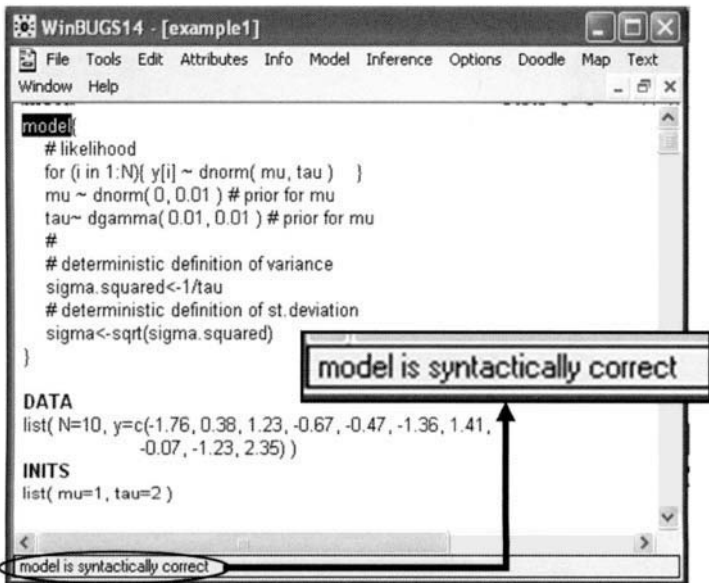 WinBUGS14 - [example1]
File Tools Edit Attributes Info Model Inference Options Doodle Map Text
Window Help
model{
# likelihood
for (i in 1:N){ y[i] ~ dnorm( mu, tau ) }
mu ~ dnorm( 0, 0.01 ) # prior for mu
tau~ dgamma( 0.01, 0.01 ) # prior for mu
#
# deterministic definition of variance
sigma.squared<-1/tau
# deterministic definition of st.deviation
sigma<-sqrt(sigma.squared)
}
model is syntactically correct
DATA
list( N=10, y=c(-1.76, 0.38, 1.23, -0.67, -0.47, -1.36, 1.41,
-0.07, -1.23, 2.35) )
INITS
list( mu=1, tau=2 )
model is syntactically correct